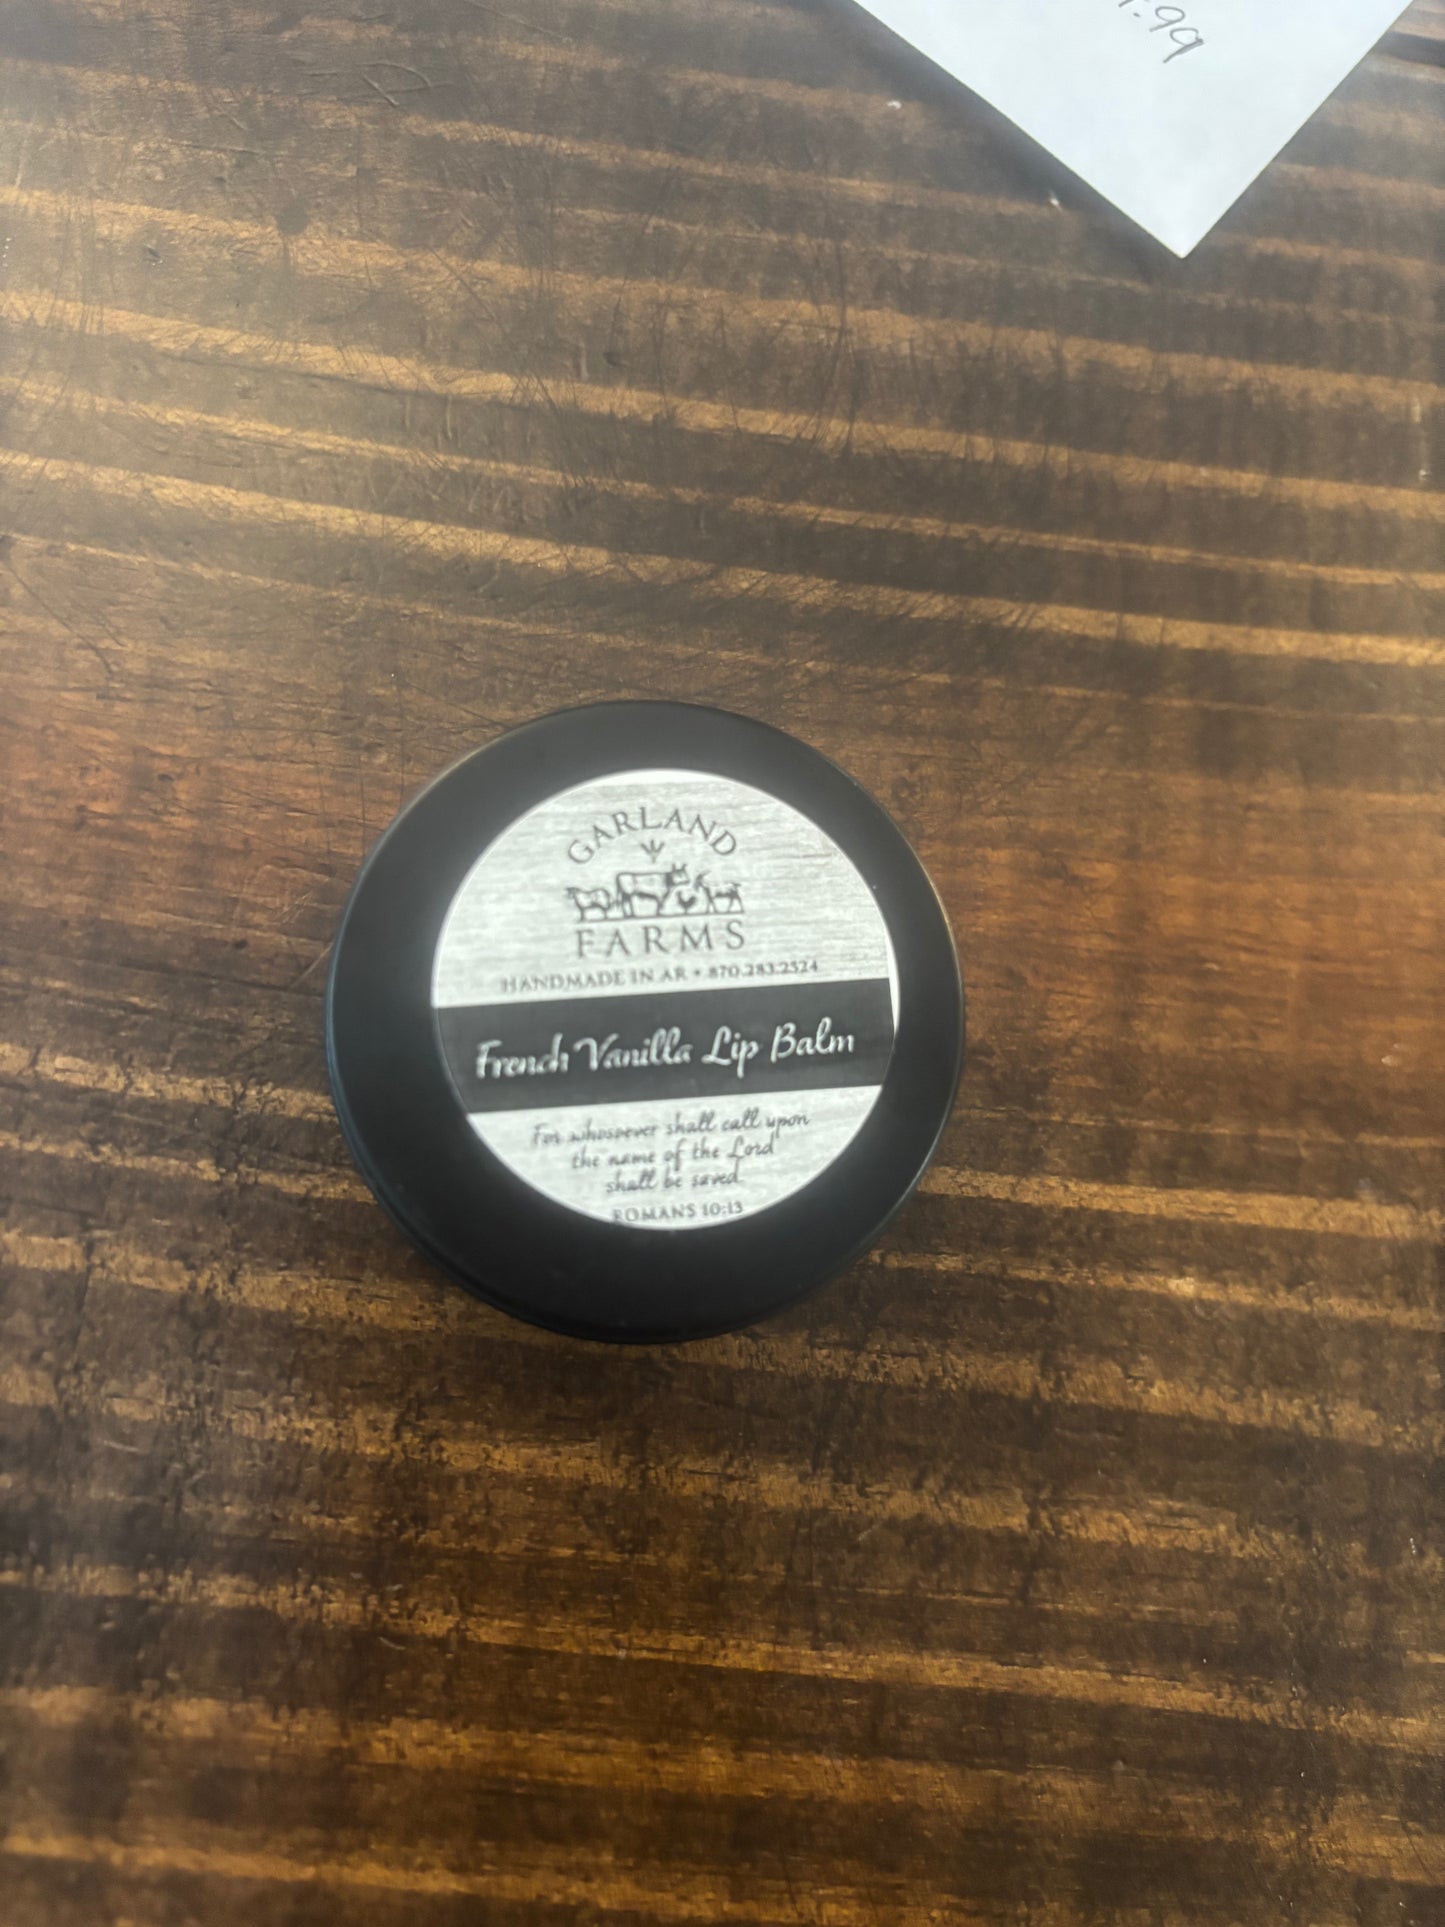 .99
GARLAND
FARMS
HANDMADE IN AR • 870.283.2524
French Vanilla Lip Balm
For whosoever shall call upon
the name of the Lord
shall be saved
ROMANS 10:13